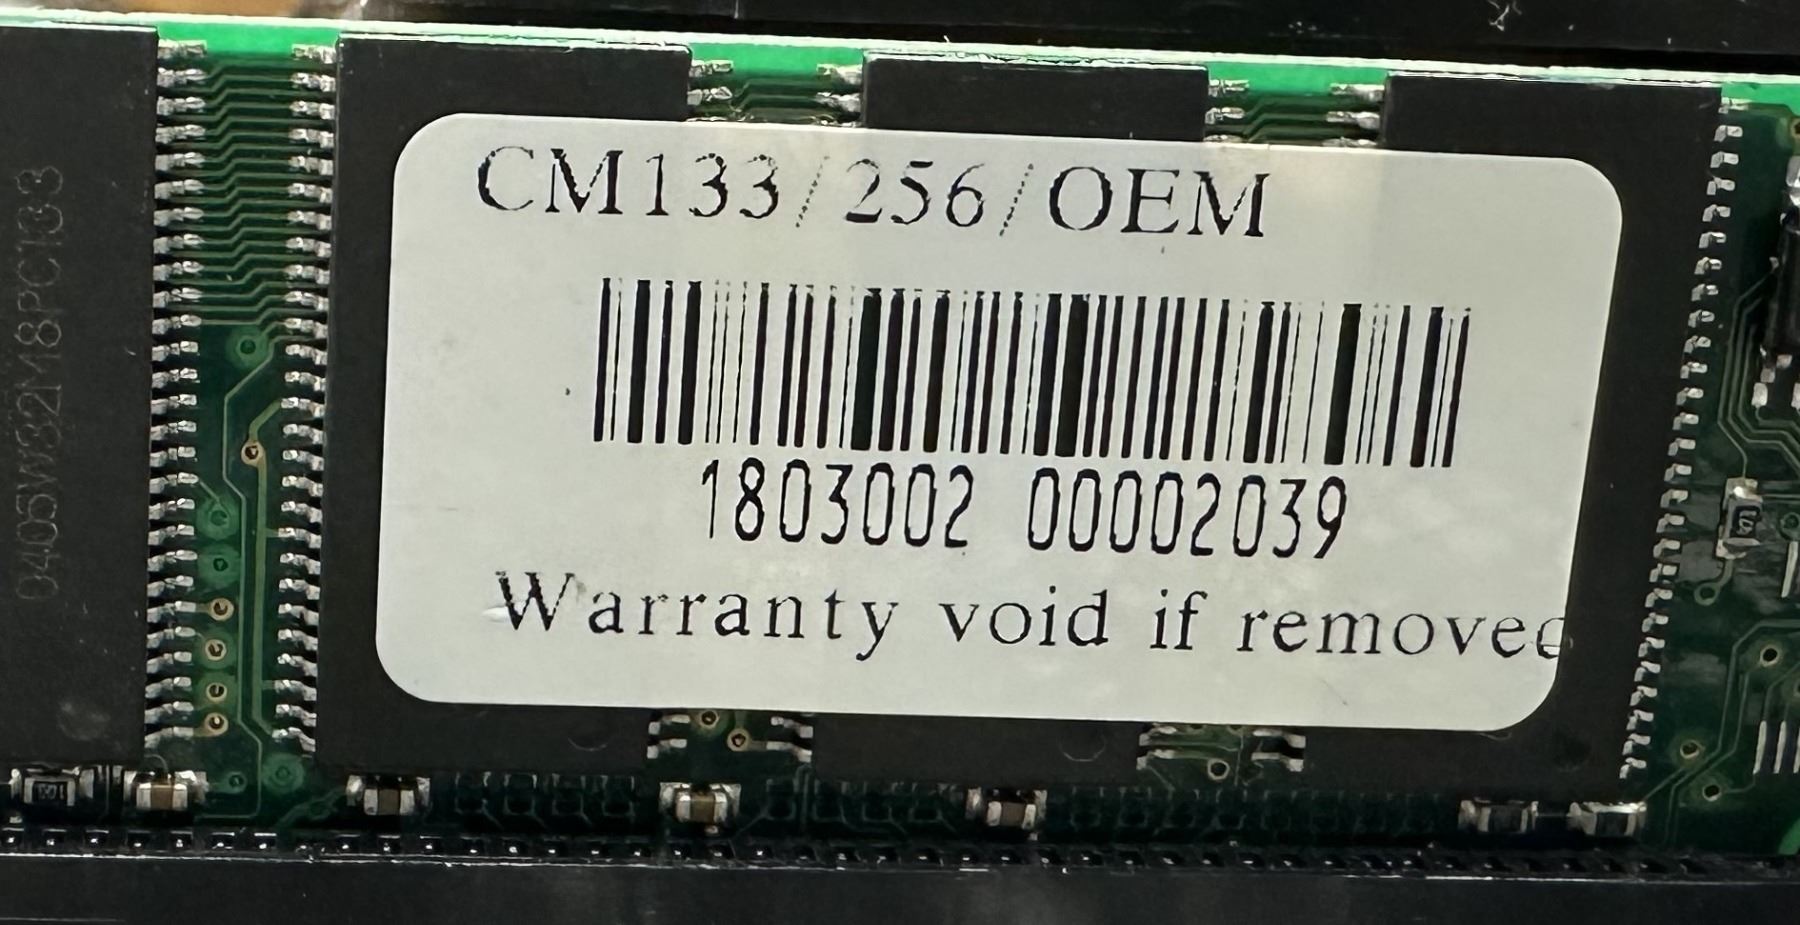 CM133/256/OEM
1803002 00002039
Warranty void if removed
0405W32M8PC133